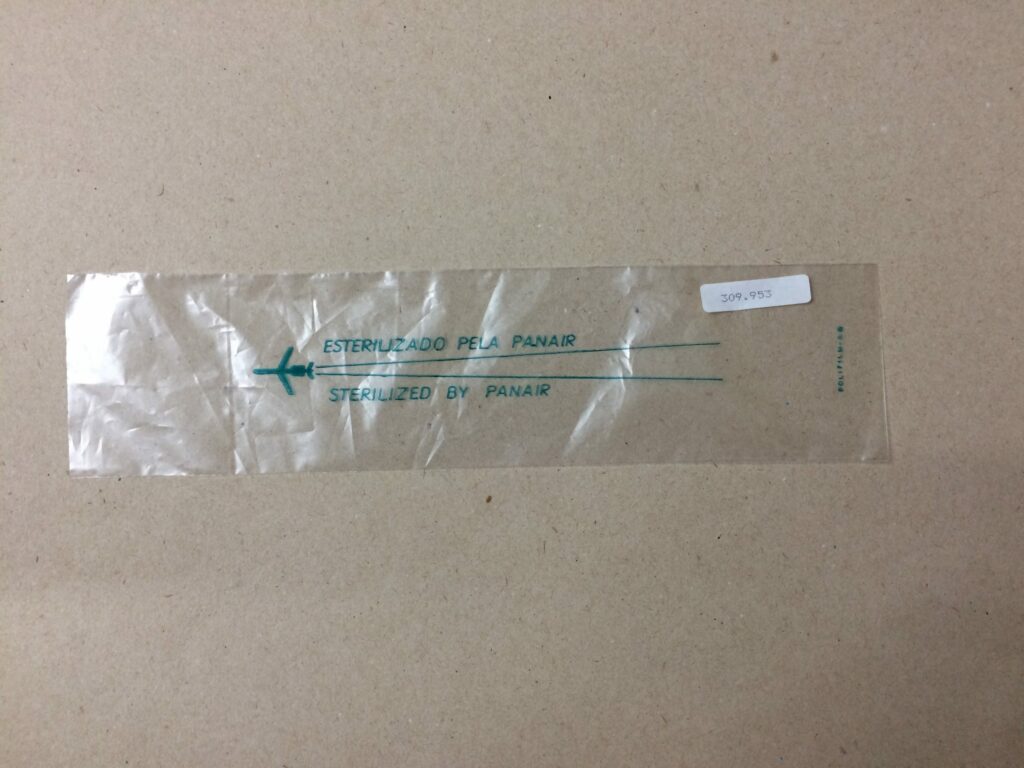 309.953
ESTERILIZADO PELA PANAIR
STERILIZED BY PANAIR